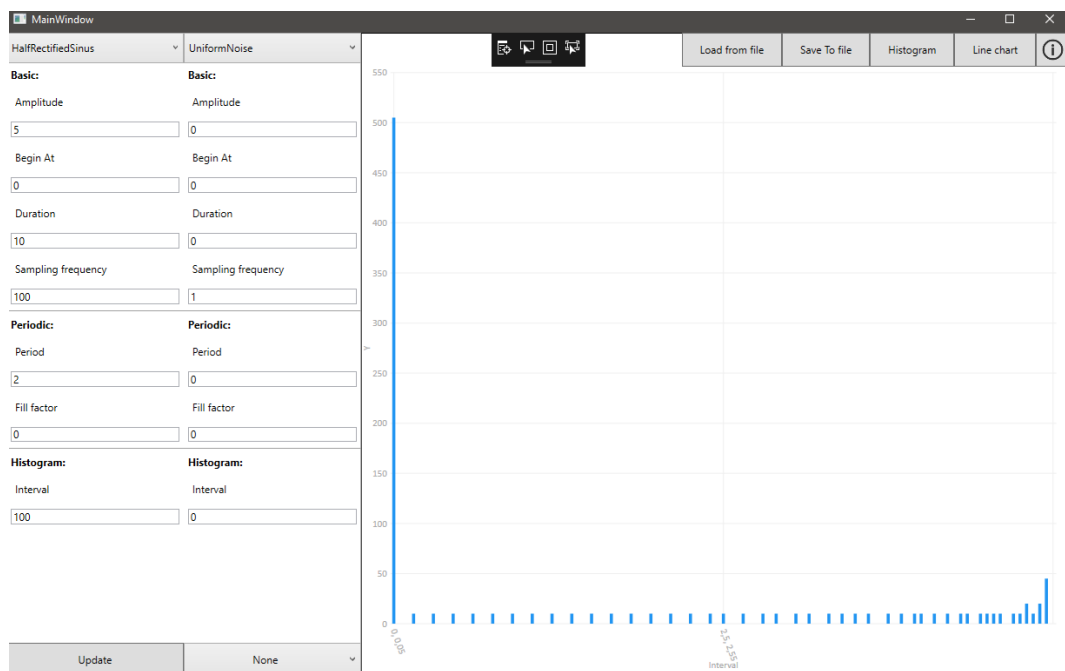 MainWindow
HalfRectifiedSinus
UniformNoise
Load from file
Save To file
Histogram
Line chart
Basic:
Basic:
Amplitude
Amplitude
5
0
Begin At
Begin At
0
0
Duration
Duration
10
0
Sampling frequency
Sampling frequency
100
1
Periodic:
Periodic:
Period
Period
2
0
Fill factor
Fill factor
0
0
Histogram:
Histogram:
Interval
Interval
100
0
Update
None
550
500
450
400
350
300
Y
250
200
150
100
50
0
0, 0,05
2,5, 2,55
Interval